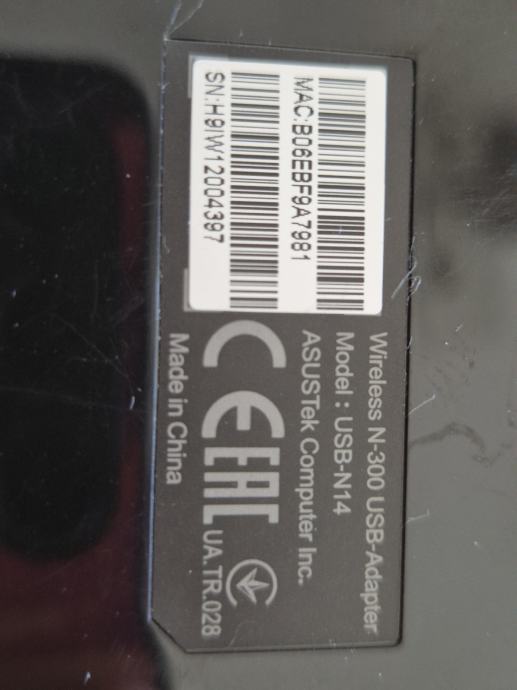 Wireless N-300 USB-Adapter
Model : USB-N14
ASUSTek Computer Inc.
CE EAC UA.TR.028
Made in China
MAC:B06EBF9A7981
SN:H9IW12004397